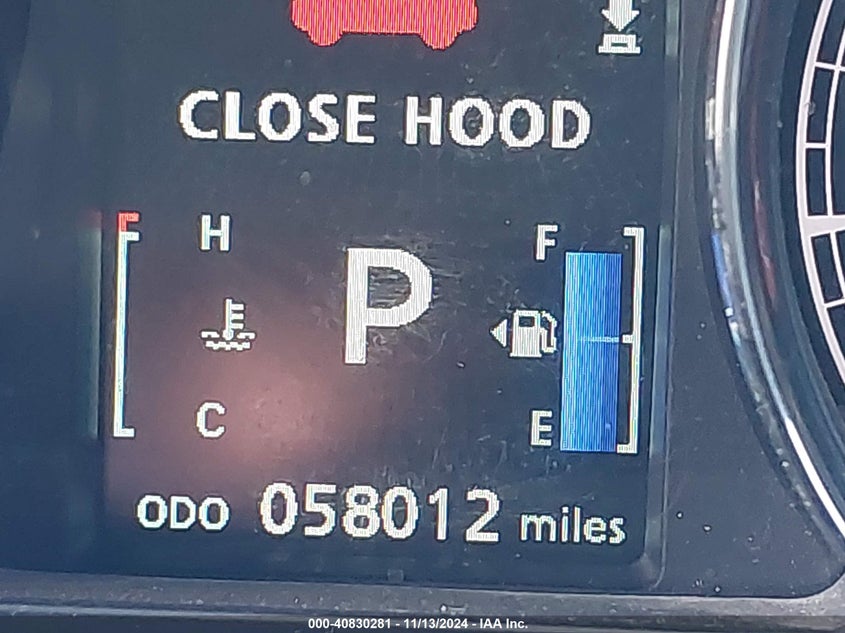 CLOSE HOOD
H
F
P
C
E
ODO 058012 miles
000-40830281 - 11/13/2024 - IAA Inc.